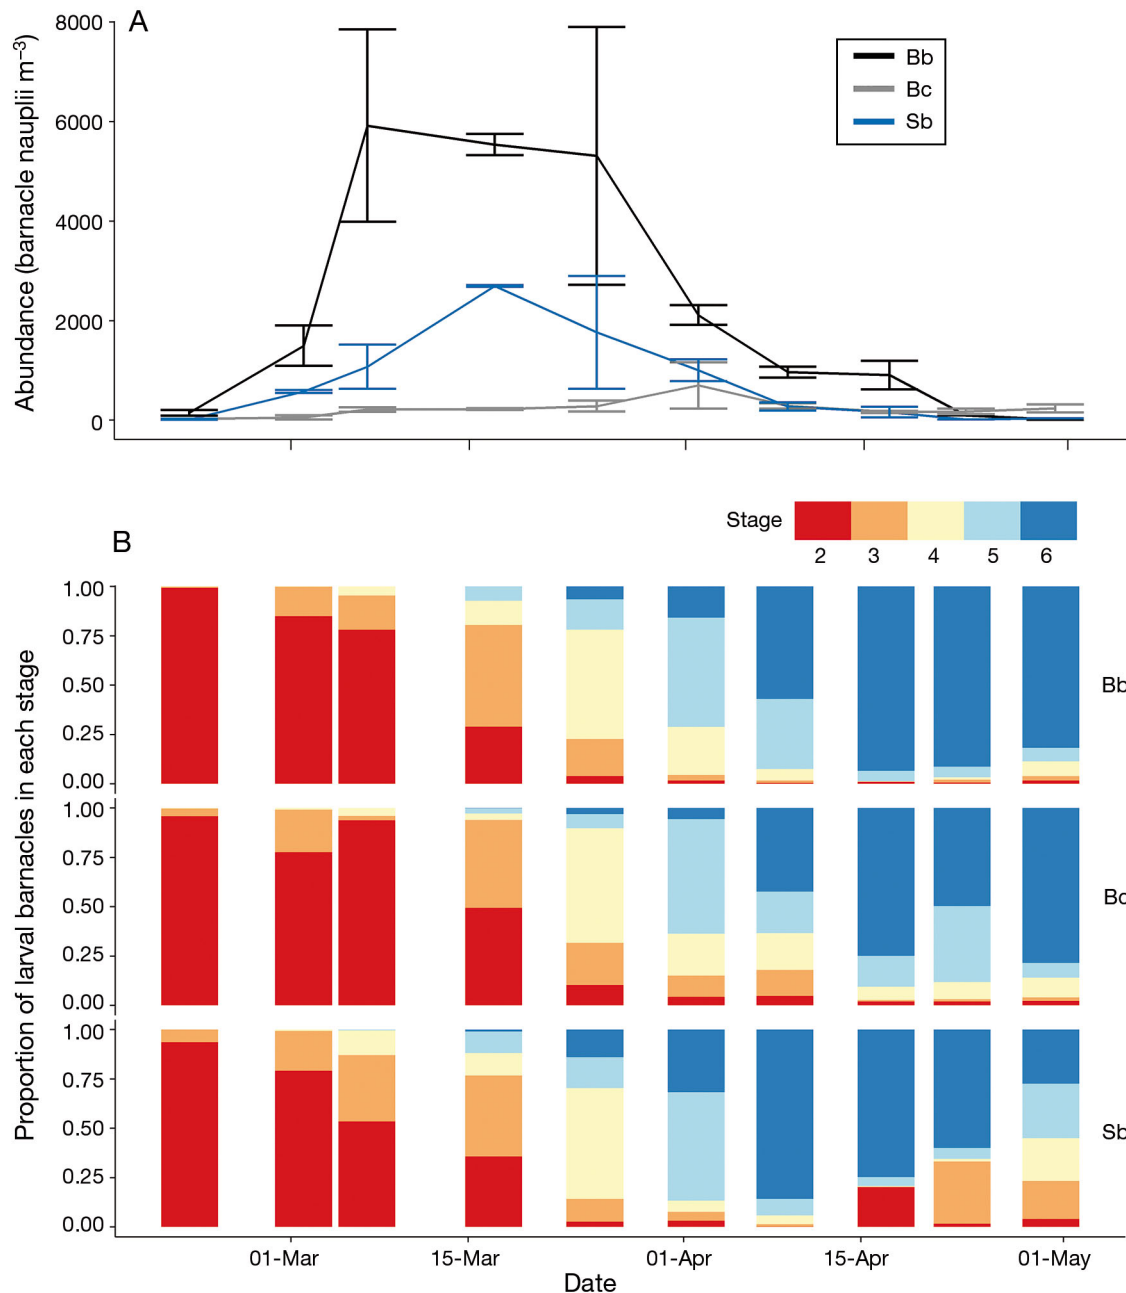 A
Abundance (barnacle nauplii m⁻³)
8000
6000
4000
2000
0
Bb
Bc
Sb
Stage
2 3 4 5 6
B
Proportion of larval barnacles in each stage
1.00
0.75
0.50
0.25
0.00
Bb
1.00
0.75
0.50
0.25
0.00
1.00
0.75
0.50
0.25
0.00
Sb
01-Mar 15-Mar 01-Apr 15-Apr 01-May
Date